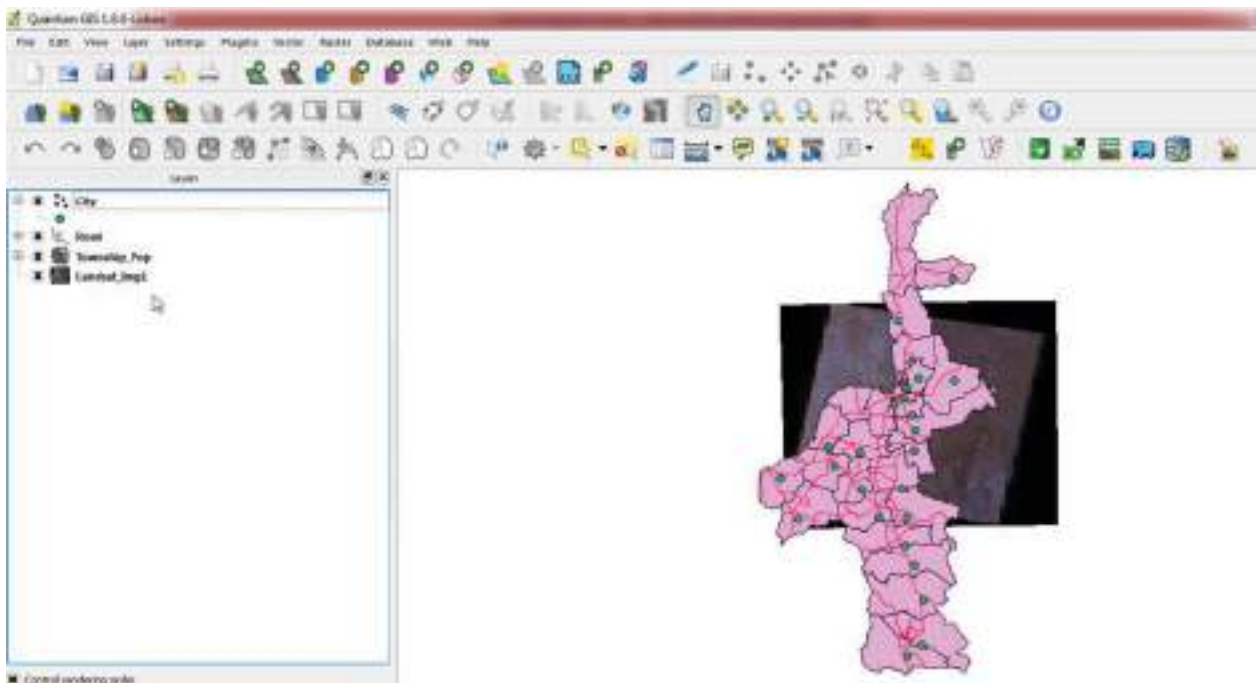 Quantum GIS 1.8.0-Lisboa
File Edit View Layer Settings Plugins Vector Raster Database Web Help
Layers
City
Road
Township_Pop
Landsat_Img1
Control rendering order